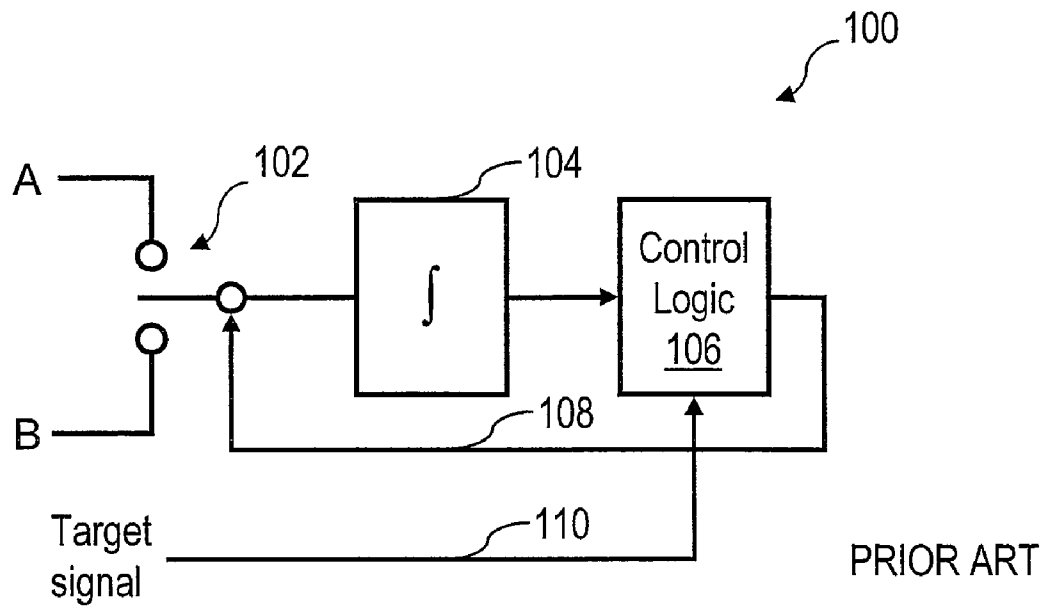 100
A
102
104
∫
Control
Logic
106
B
108
Target
signal
110
PRIOR ART